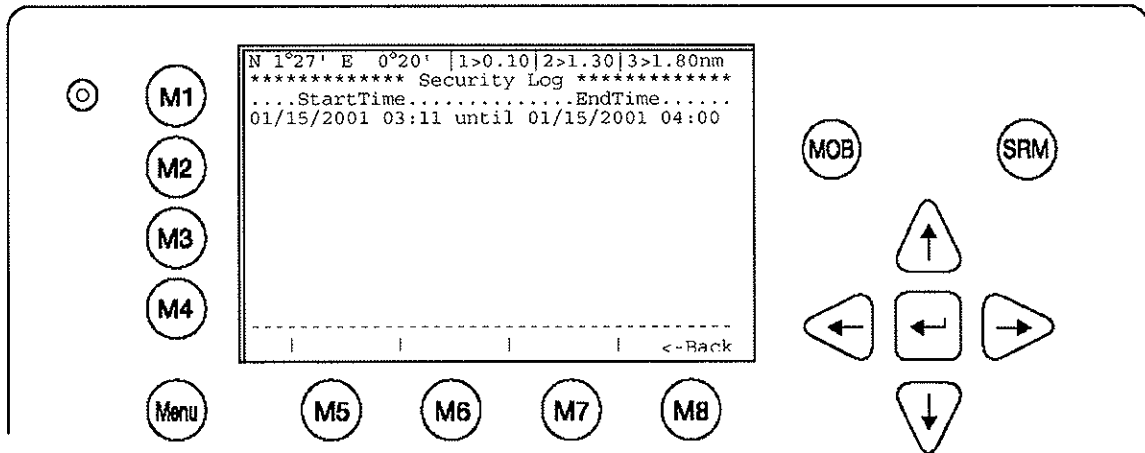 N 1°27' E 0°20' |1>0.10|2>1.30|3>1.80nm
************* Security Log *************
....StartTime..............EndTime......
01/15/2001 03:11 until 01/15/2001 04:00
<-Back
M1
M2
M3
M4
Menu
M5
M6
M7
M8
MOB
SRM